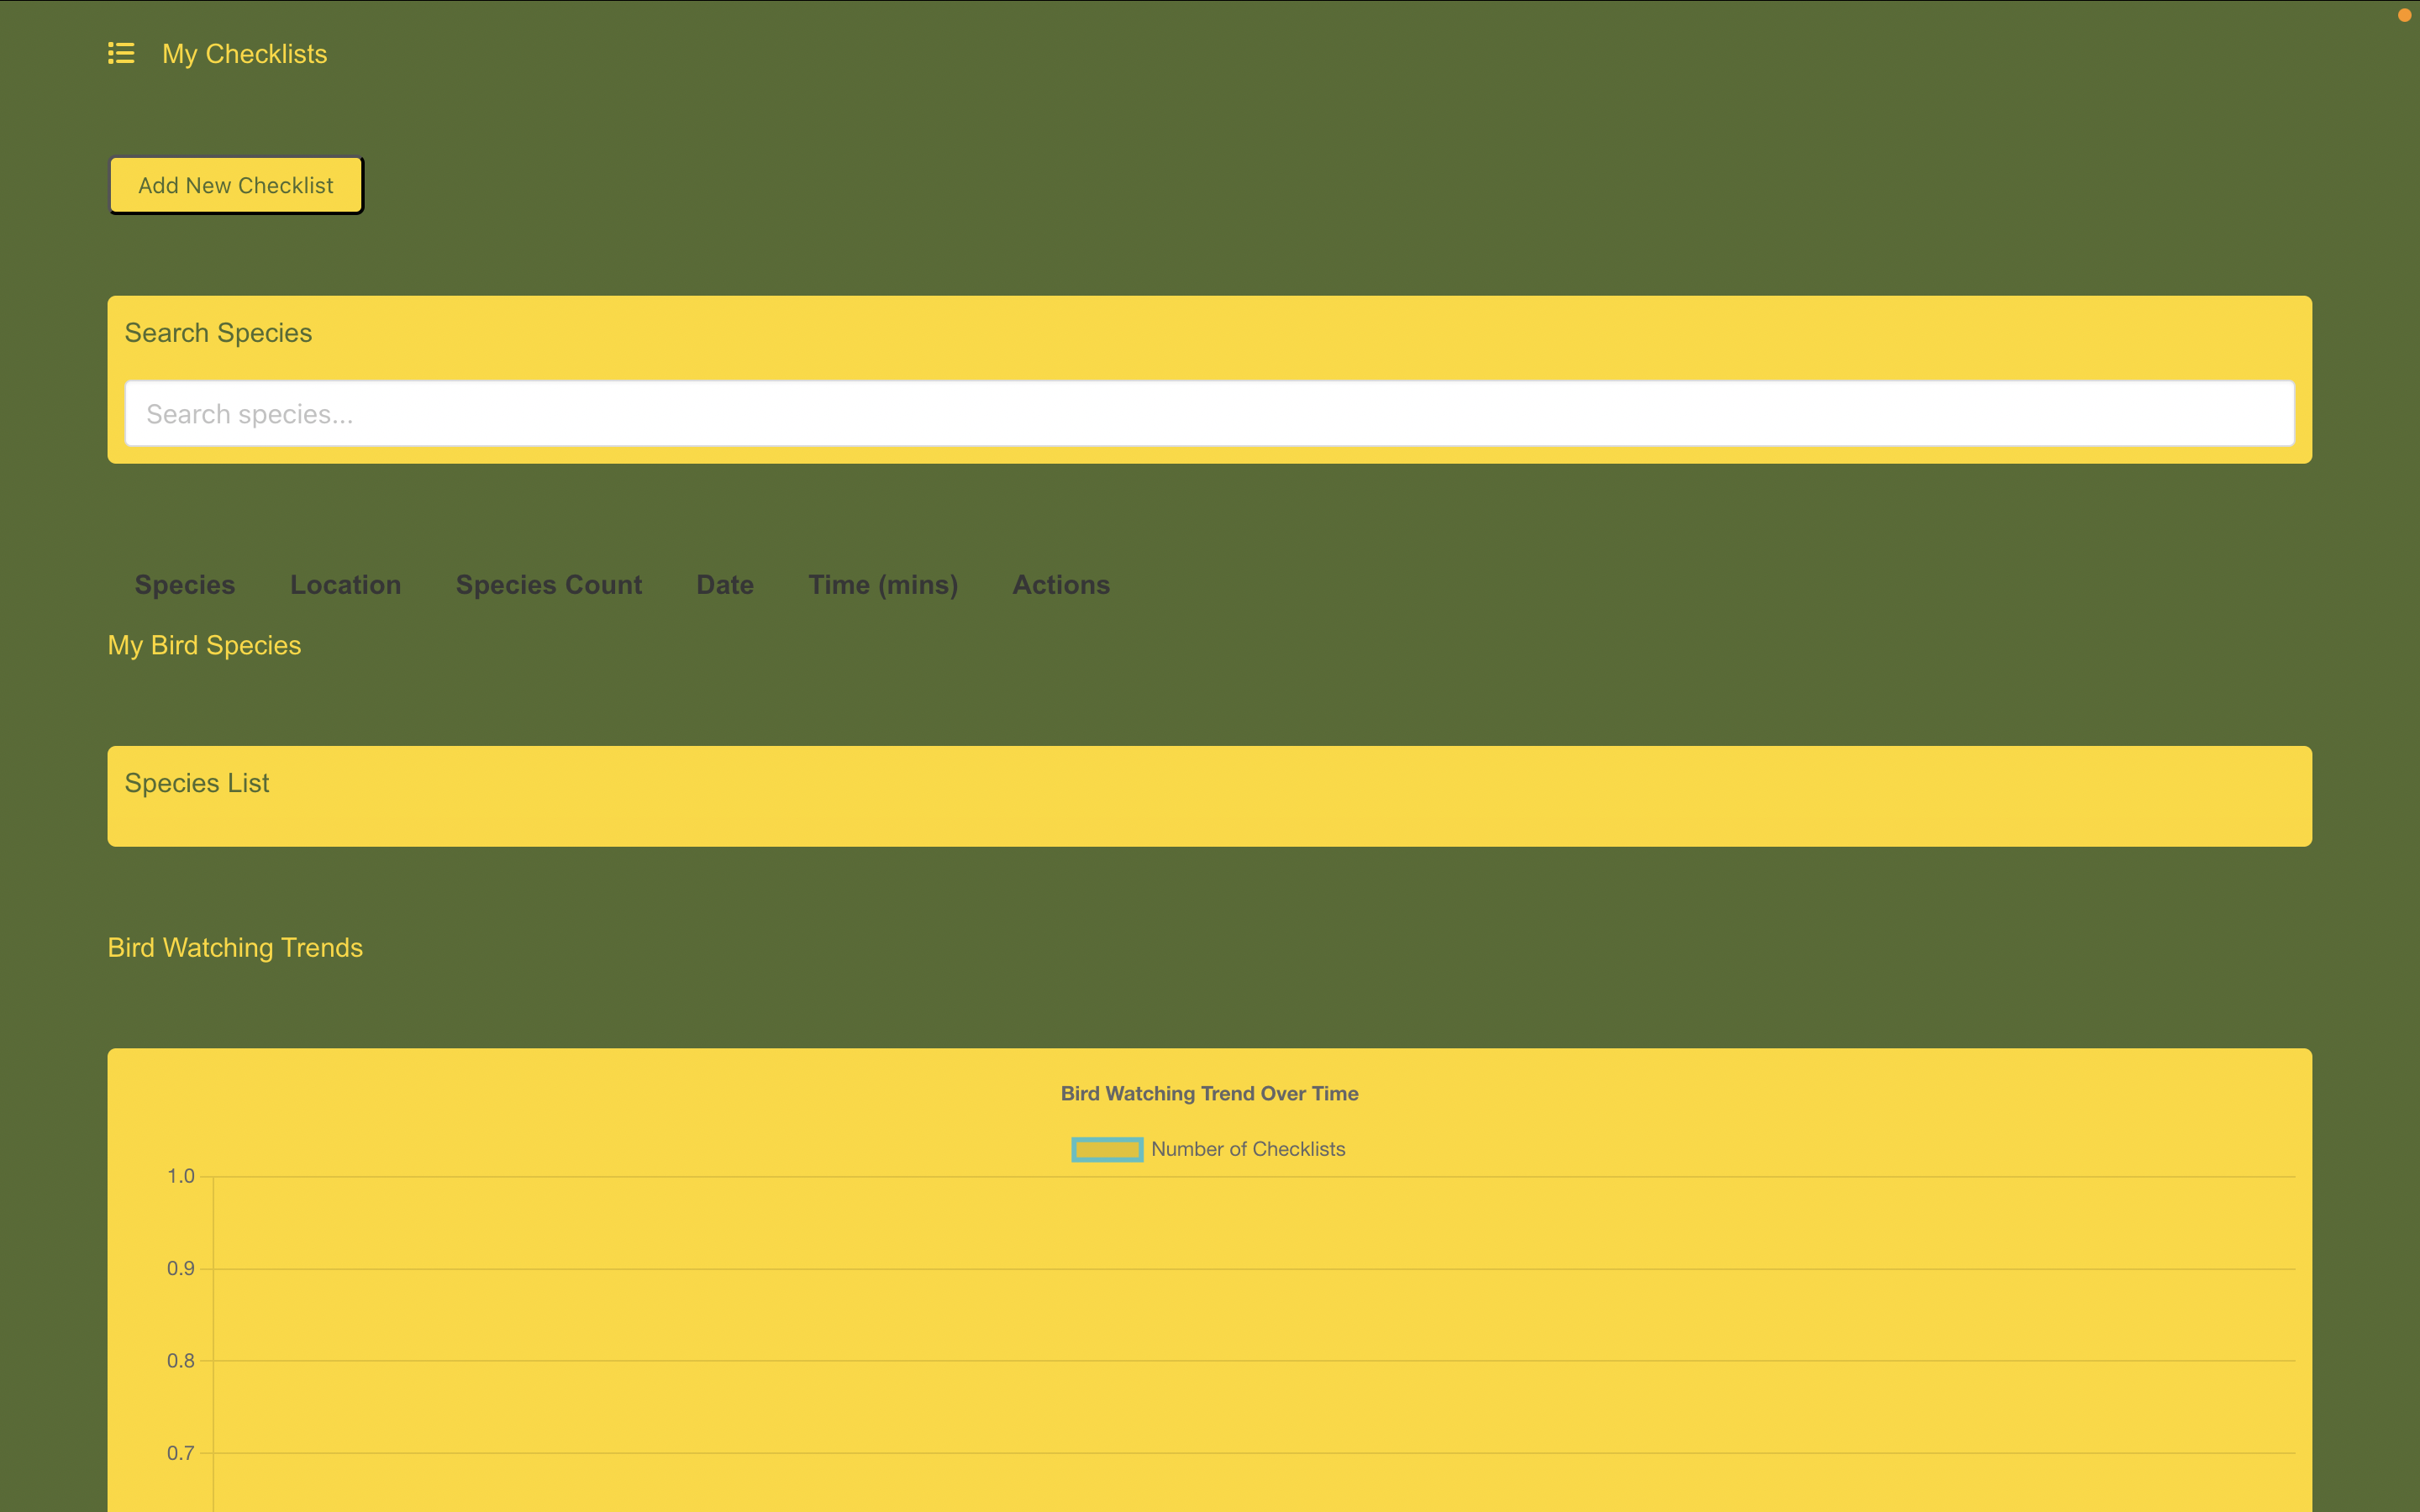 My Checklists
Add New Checklist
Search Species
Search species...
Species Location Species Count Date Time (mins) Actions
My Bird Species
Species List
Bird Watching Trends
Bird Watching Trend Over Time
Number of Checklists
1.0
0.9
0.8
0.7